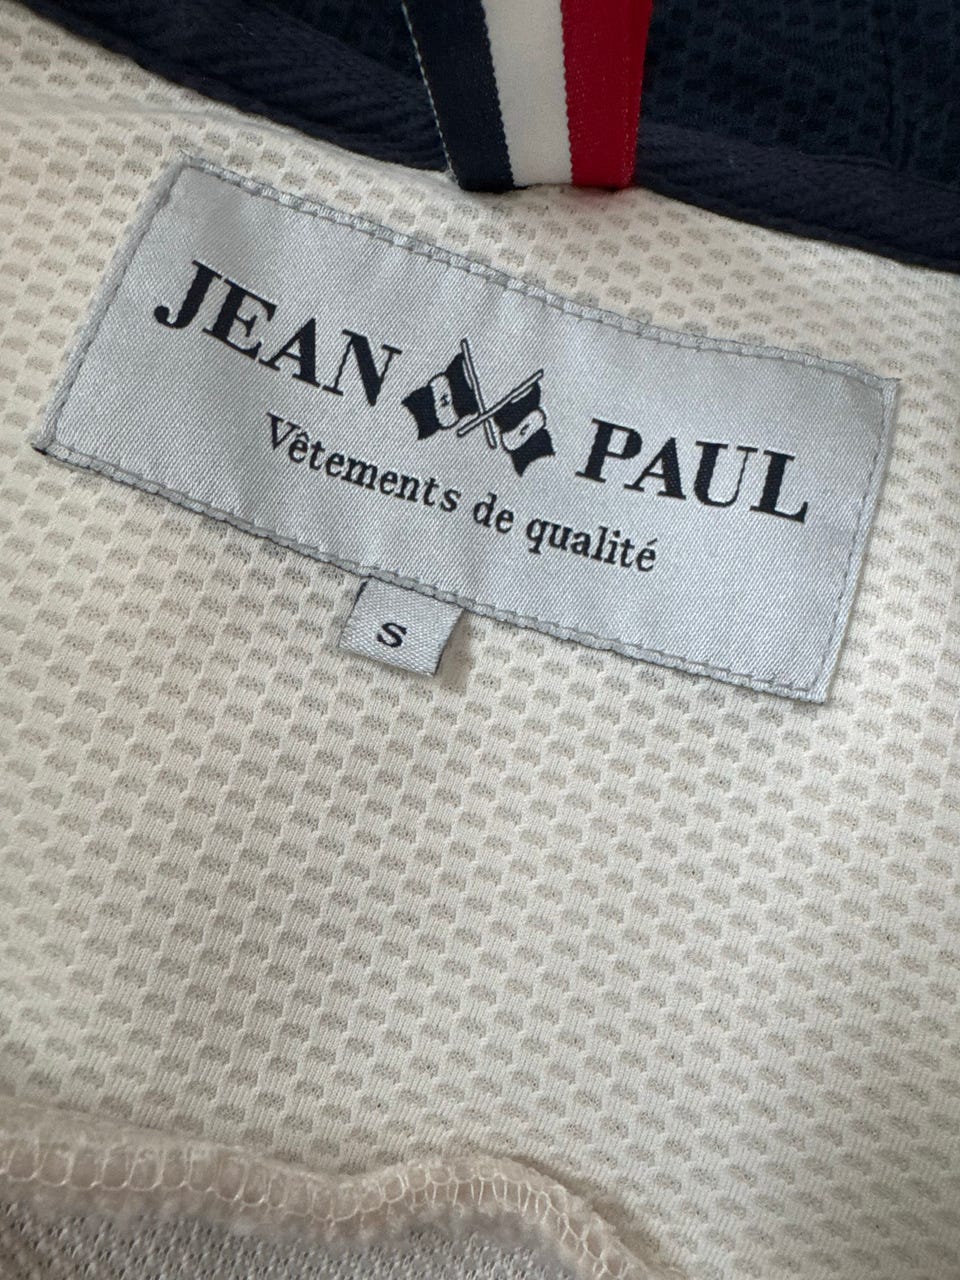 JEAN PAUL
Vêtements de qualité
S